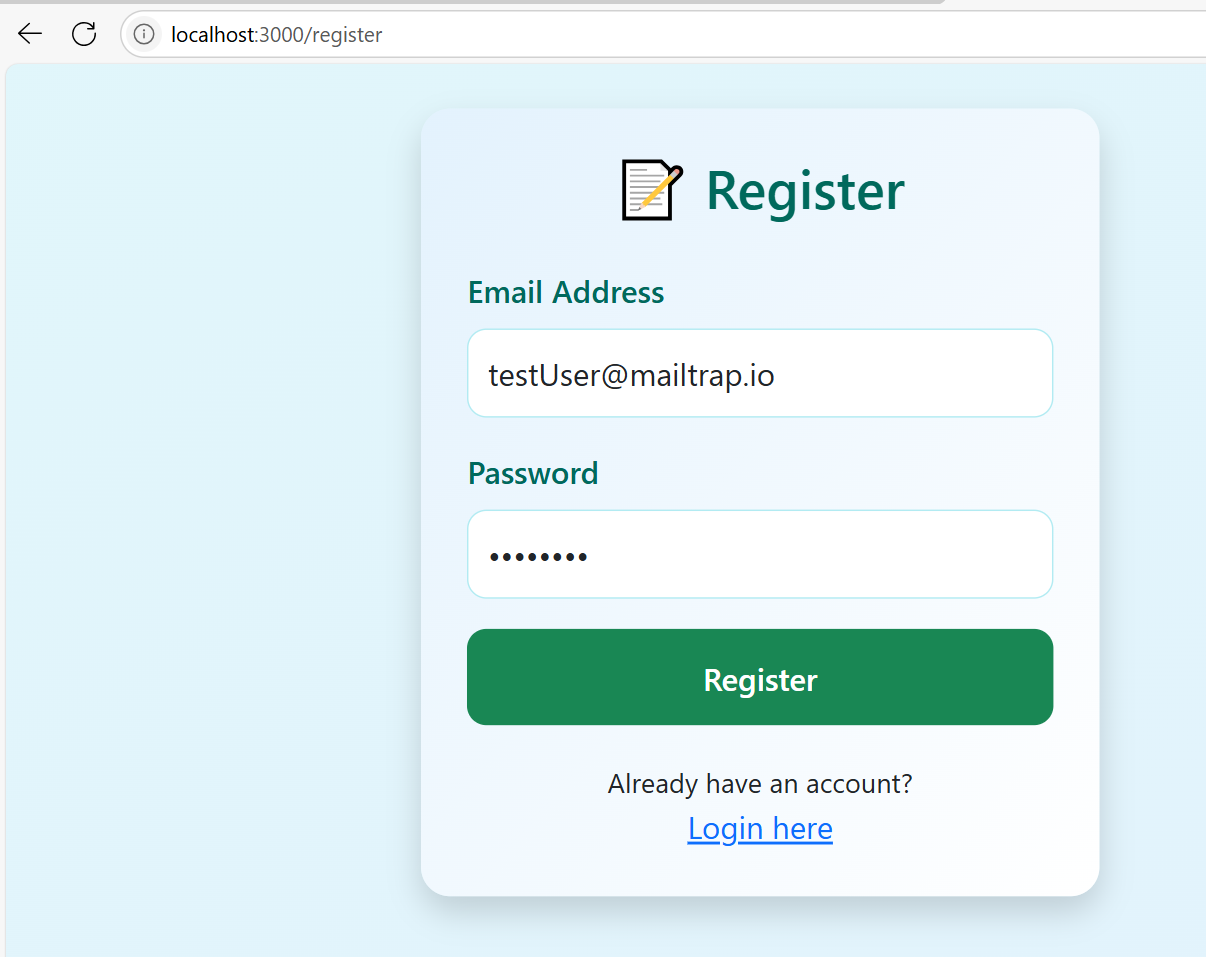 localhost:3000/register
Register
Email Address
testUser@mailtrap.io
Password
••••••••
Register
Already have an account?
Login here